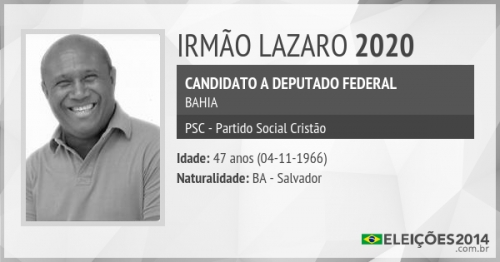 IRMÃO LAZARO 2020
CANDIDATO A DEPUTADO FEDERAL
BAHIA
PSC - Partido Social Cristão
Idade: 47 anos (04-11-1966)
Naturalidade: BA - Salvador
ELEIÇÕES2014
.com.br